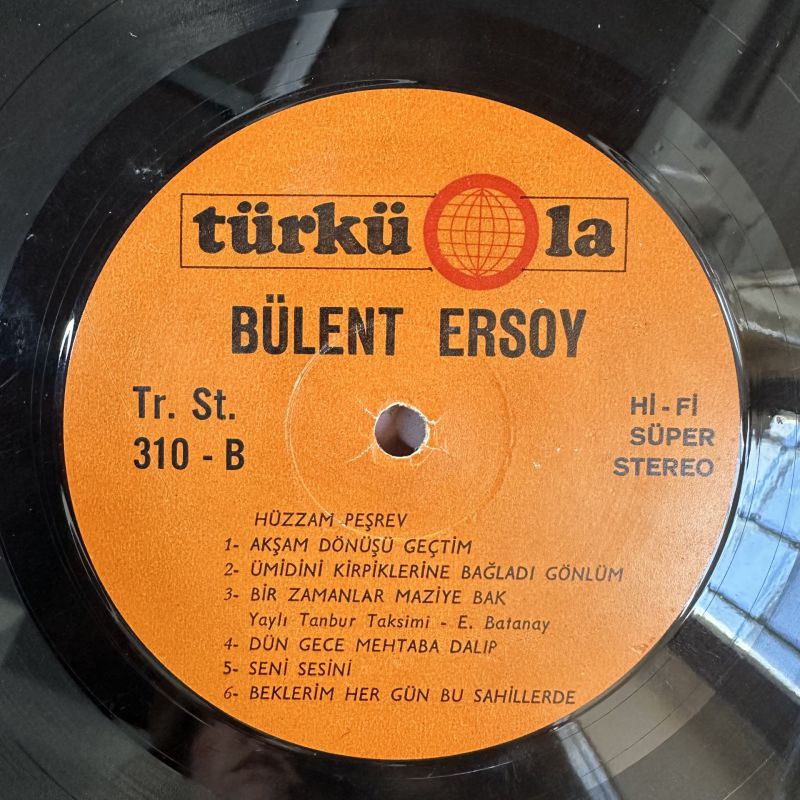 türkü la
BÜLENT ERSOY
Tr. St.
310 - B
Hİ - Fİ
SÜPER
STEREO
HÜZZAM PEŞREV
1- AKŞAM DÖNÜŞÜ GEÇTİM
2- ÜMİDİNİ KİRPİKLERİNE BAĞLADI GÖNLÜM
3- BİR ZAMANLAR MAZİYE BAK
Yaylı Tanbur Taksimi - E. Batanay
4- DÜN GECE MEHTABA DALIP
5- SENİ SESİNİ
6- BEKLERİM HER GÜN BU SAHİLLERDE